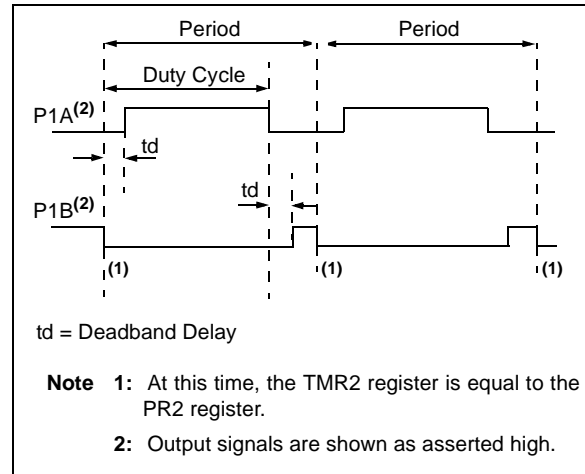 Period Period
Duty Cycle
P1A(2)
td
td
P1B(2)
(1) (1) (1)
td = Deadband Delay
Note 1: At this time, the TMR2 register is equal to the
PR2 register.
2: Output signals are shown as asserted high.